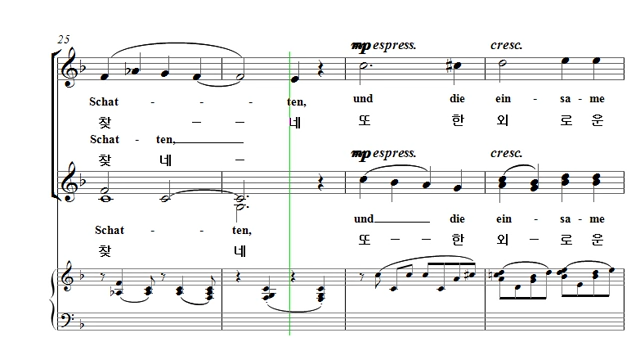 25
mp espress. cresc.
Schat - - - ten, und die ein - sa - me
찾 - - 네 또 한 외 로 운
Schat - ten,
찾 네 -
mp espress. cresc.
Schat - ten, und die ein - sa - me
찾 네 또 - 한 외 - 로 운